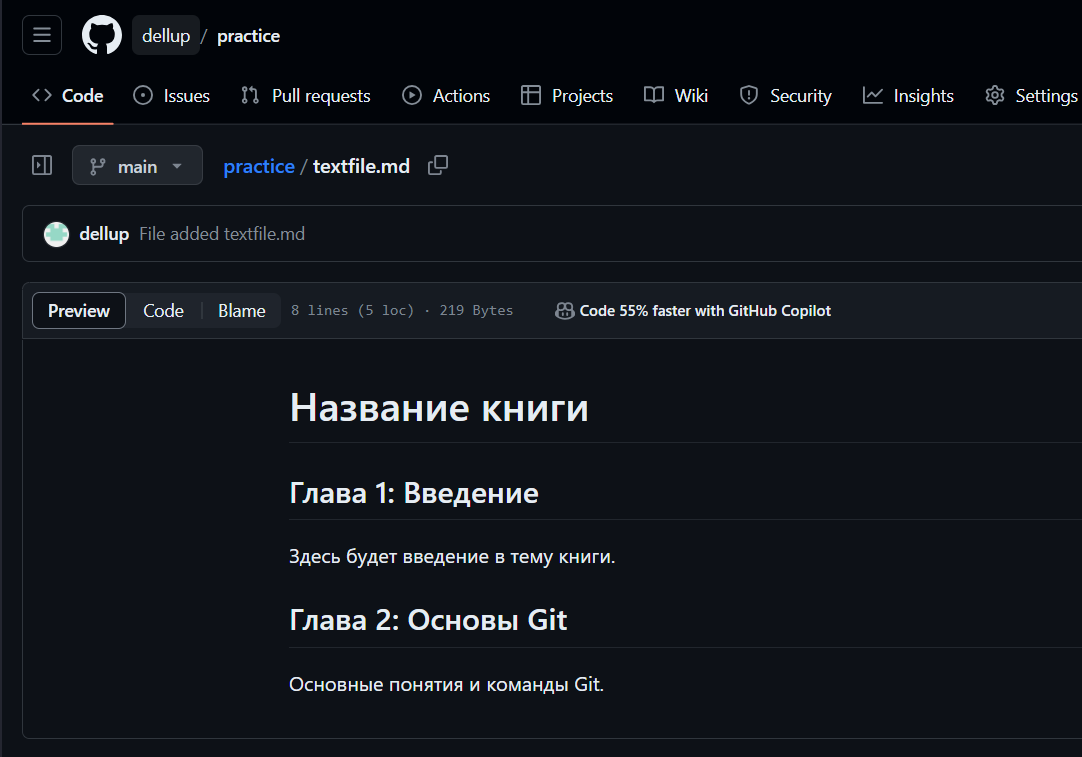 dellup / practice
Code Issues Pull requests Actions Projects Wiki Security Insights Settings
main practice / textfile.md
dellup File added textfile.md
Preview Code Blame 8 lines (5 loc) · 219 Bytes Code 55% faster with GitHub Copilot
Название книги
Глава 1: Введение
Здесь будет введение в тему книги.
Глава 2: Основы Git
Основные понятия и команды Git.